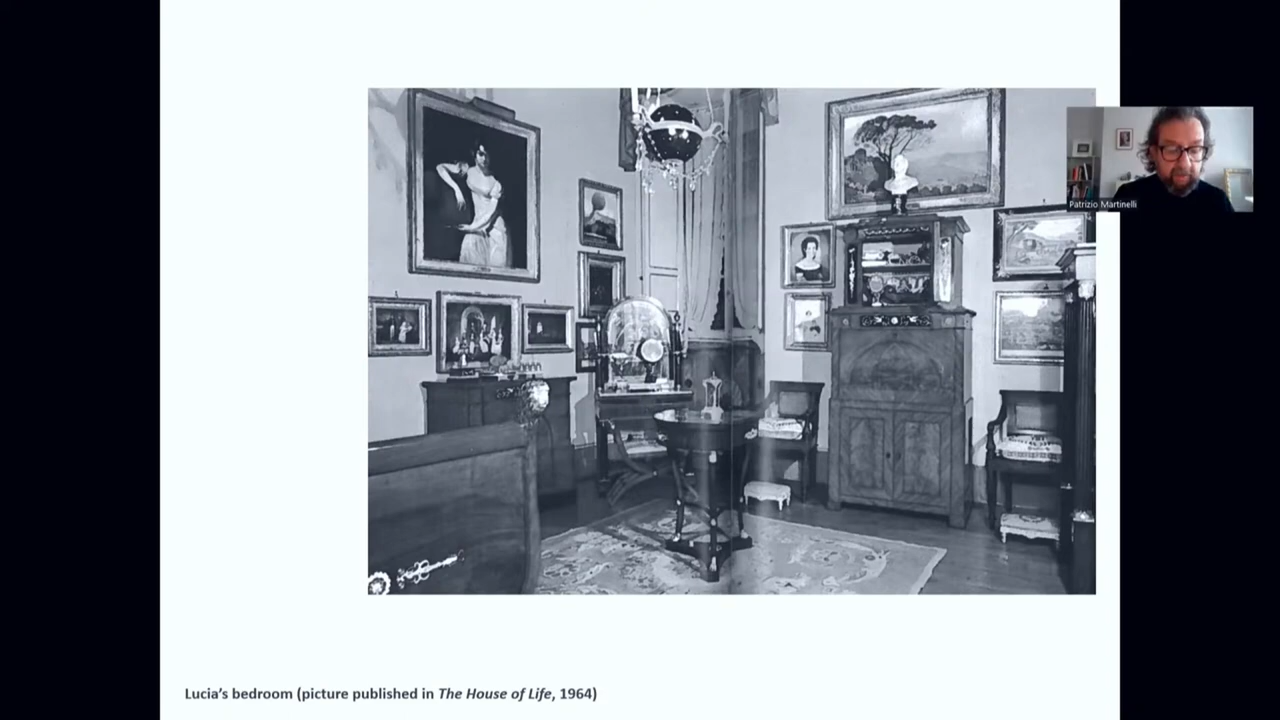 Patrizio Martinelli
Lucia's bedroom (picture published in The House of Life, 1964)